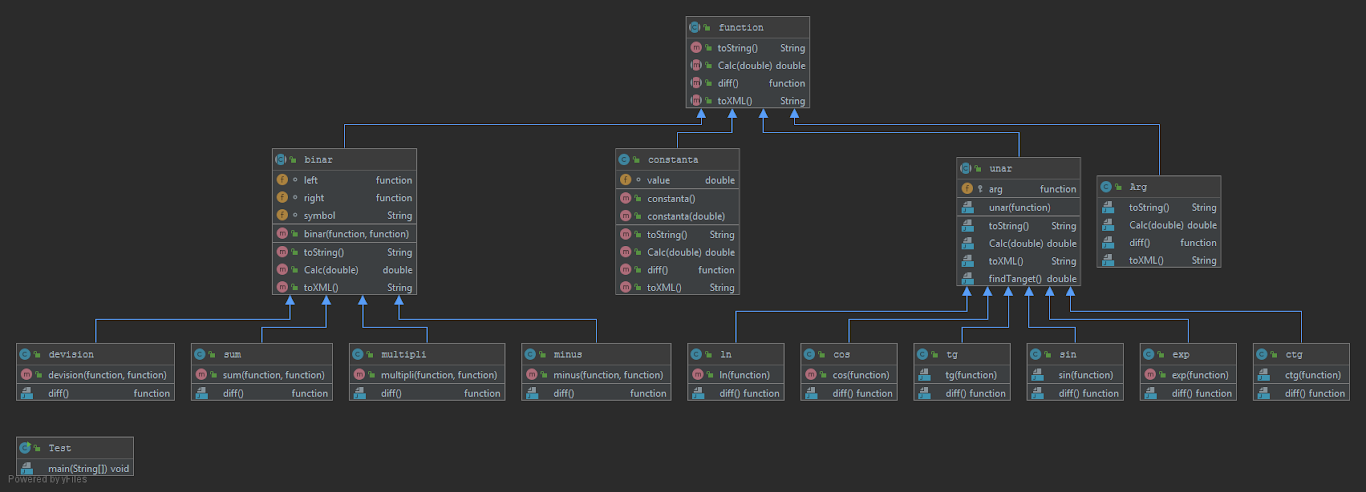 function
toString() String
Calc(double) double
diff() function
toXML() String
binar
left function
right function
symbol String
binar(function, function)
toString() String
Calc(double) double
toXML() String
constanta
value double
constanta()
constanta(double)
toString() String
Calc(double) double
diff() function
toXML() String
unar
arg function
unar(function)
toString() String
Calc(double) double
toXML() String
findTanget() double
Arg
toString() String
Calc(double) double
diff() function
toXML() String
devision
devision(function, function)
diff() function
sum
sum(function, function)
diff() function
multipli
multipli(function, function)
diff() function
minus
minus(function, function)
diff() function
ln
ln(function)
diff() function
cos
cos(function)
diff() function
tg
tg(function)
diff() function
sin
sin(function)
diff() function
exp
exp(function)
diff() function
ctg
ctg(function)
diff() function
Test
main(String[]) void
Powered by yFiles